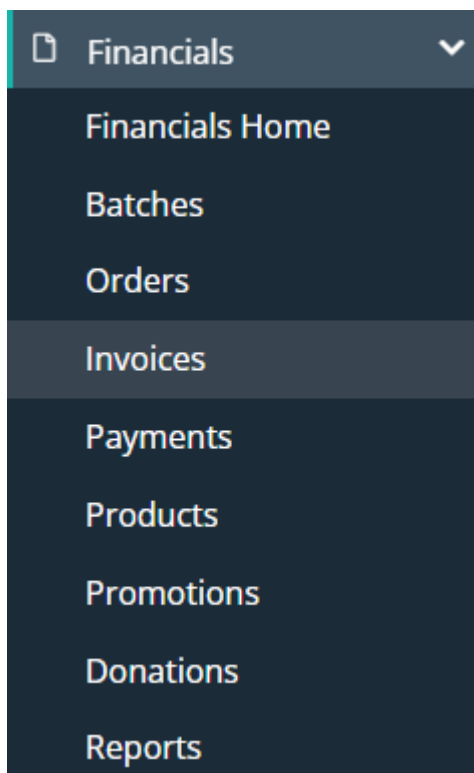 Financials
Financials Home
Batches
Orders
Invoices
Payments
Products
Promotions
Donations
Reports